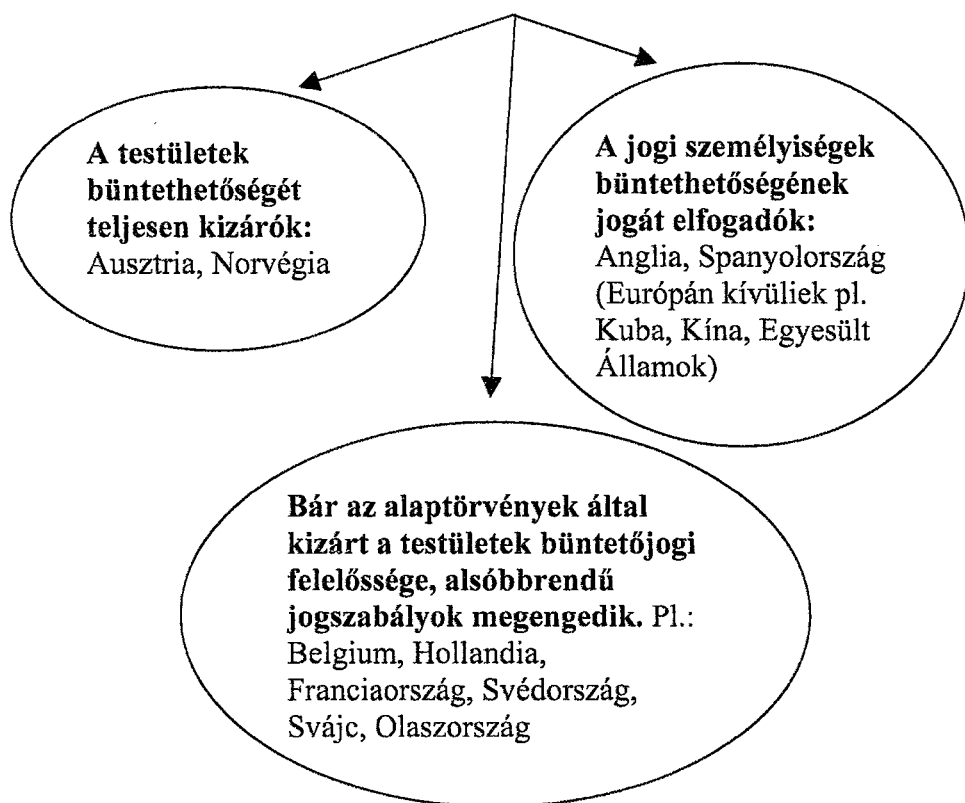 A testületek
büntethetőségét
teljesen kizárók:
Ausztria, Norvégia
A jogi személyiségek
büntethetőségének
jogát elfogadók:
Anglia, Spanyolország
(Európán kívüliek pl.
Kuba, Kína, Egyesült
Államok)
Bár az alaptörvények által
kizárt a testületek büntetőjogi
felelőssége, alsóbbrendű
jogszabályok megengedik. Pl.:
Belgium, Hollandia,
Franciaország, Svédország,
Svájc, Olaszország